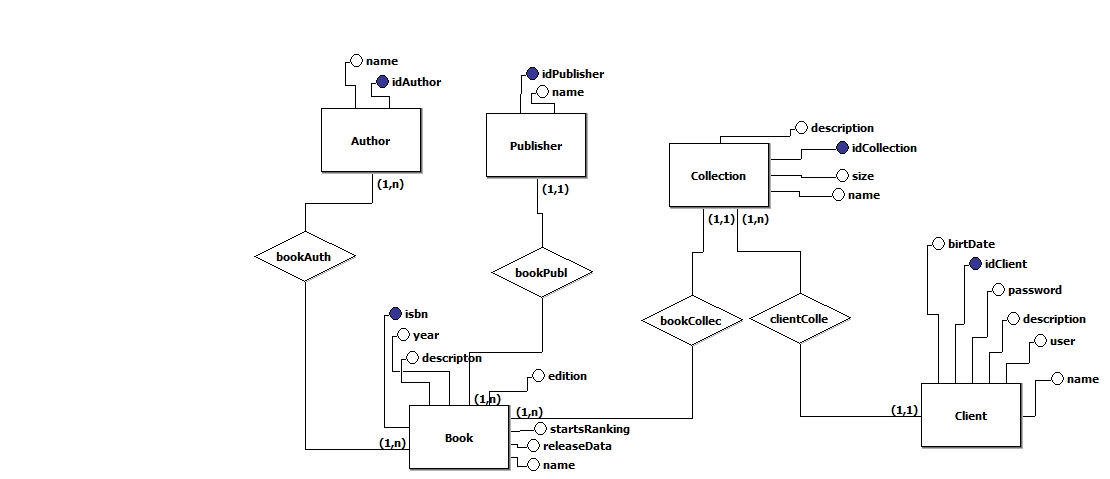 name
idAuthor
Author
(1,n)
bookAuth
idPublisher
name
Publisher
(1,1)
bookPubl
description
idCollection
size
name
Collection
(1,1)
(1,n)
bookCollec
clientColle
birtDate
idClient
password
description
user
name
Client
(1,1)
isbn
year
descripton
edition
(1,n)
(1,n)
(1,n)
Book
startsRanking
releaseData
name